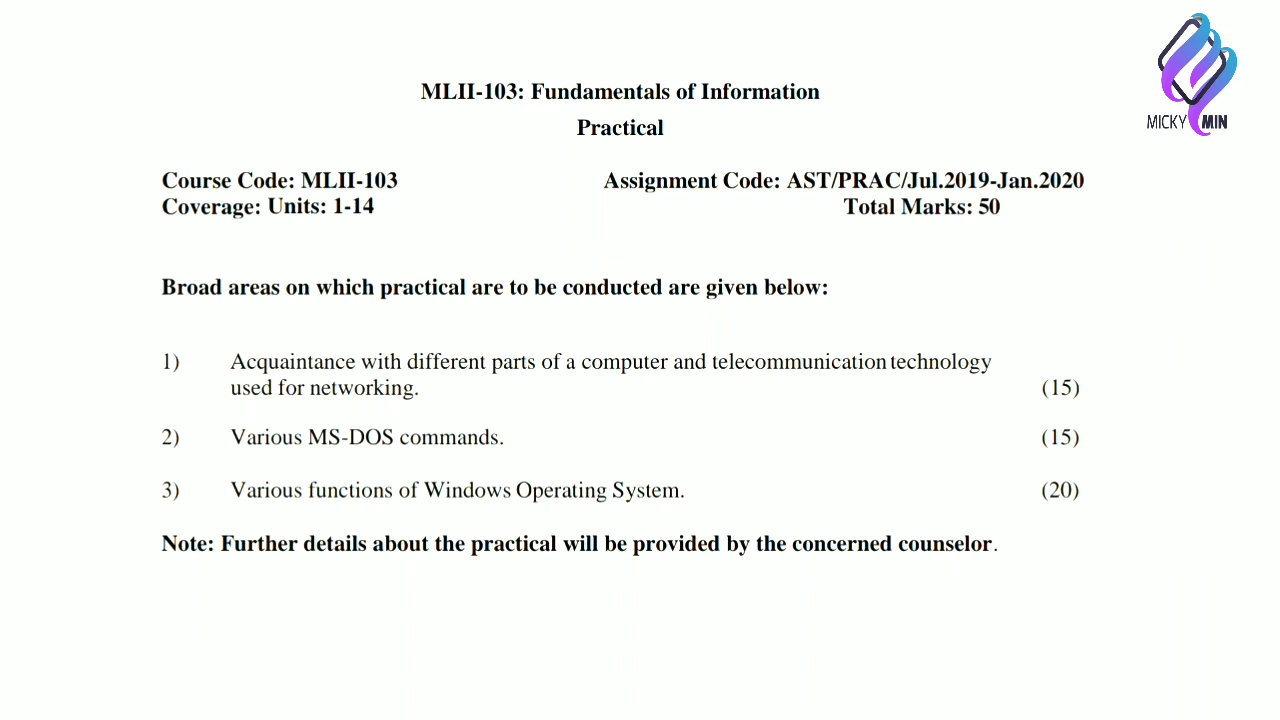 MICKY MIN
MLII-103: Fundamentals of Information
Practical
Course Code: MLII-103 Assignment Code: AST/PRAC/Jul.2019-Jan.2020
Coverage: Units: 1-14 Total Marks: 50
Broad areas on which practical are to be conducted are given below:
1) Acquaintance with different parts of a computer and telecommunication technology
used for networking. (15)
2) Various MS-DOS commands. (15)
3) Various functions of Windows Operating System. (20)
Note: Further details about the practical will be provided by the concerned counselor.